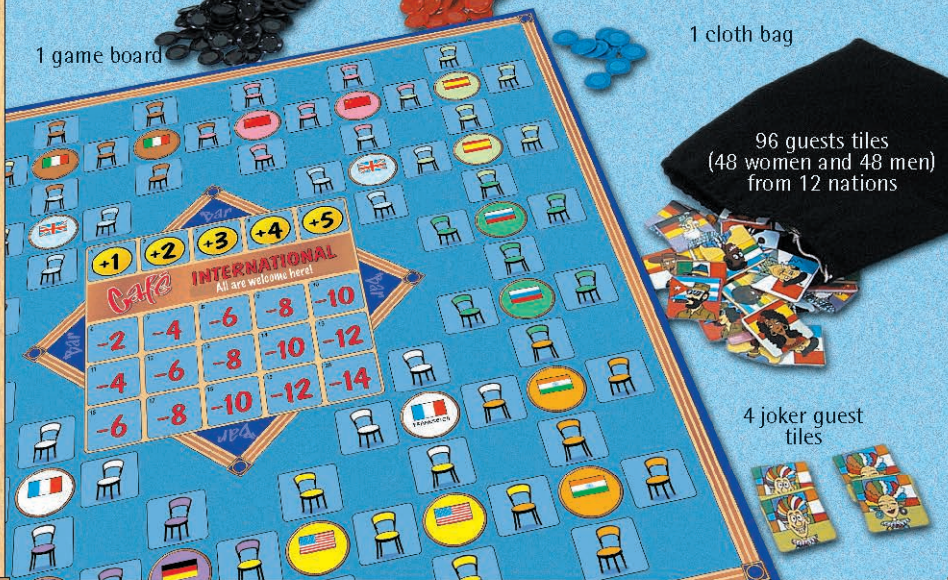 1 game board
1 cloth bag
96 guests tiles
(48 women and 48 men)
from 12 nations
4 joker guest
tiles
Bar
+1 +2 +3 +4 +5
Café INTERNATIONAL
All are welcome here!
-2 -4 -6 -8 -10
-4 -6 -8 -10 -12
-6 -8 -10 -12 -14
Bar
Bar
Bar